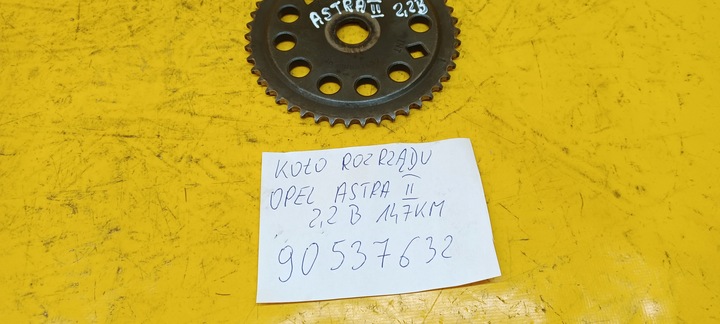 ASTRA II 2,2B
KOŁO ROZRZĄDU
OPEL ASTRA II
2,2 B 147KM
90537632